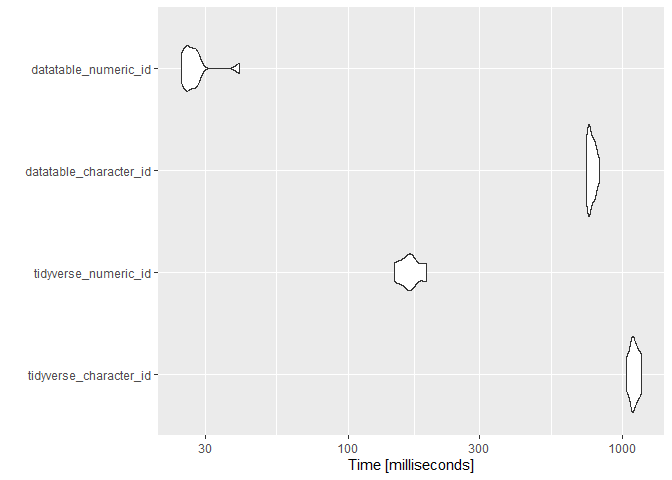 datatable_numeric_id
datatable_character_id
tidyverse_numeric_id
tidyverse_character_id
30 100 300 1000
Time [milliseconds]